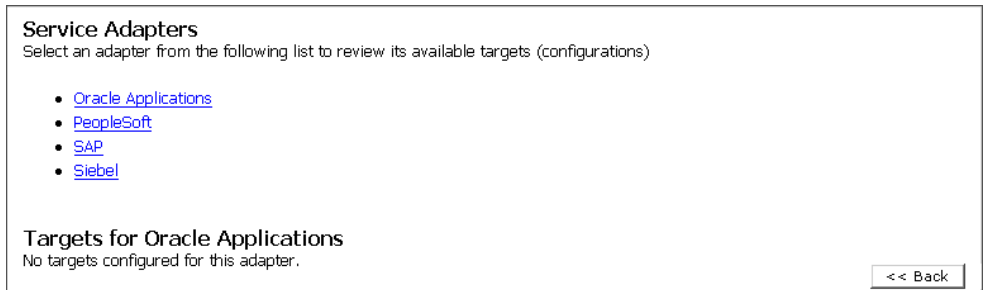 Service Adapters
Select an adapter from the following list to review its available targets (configurations)
• Oracle Applications
• PeopleSoft
• SAP
• Siebel
Targets for Oracle Applications
No targets configured for this adapter.
<< Back